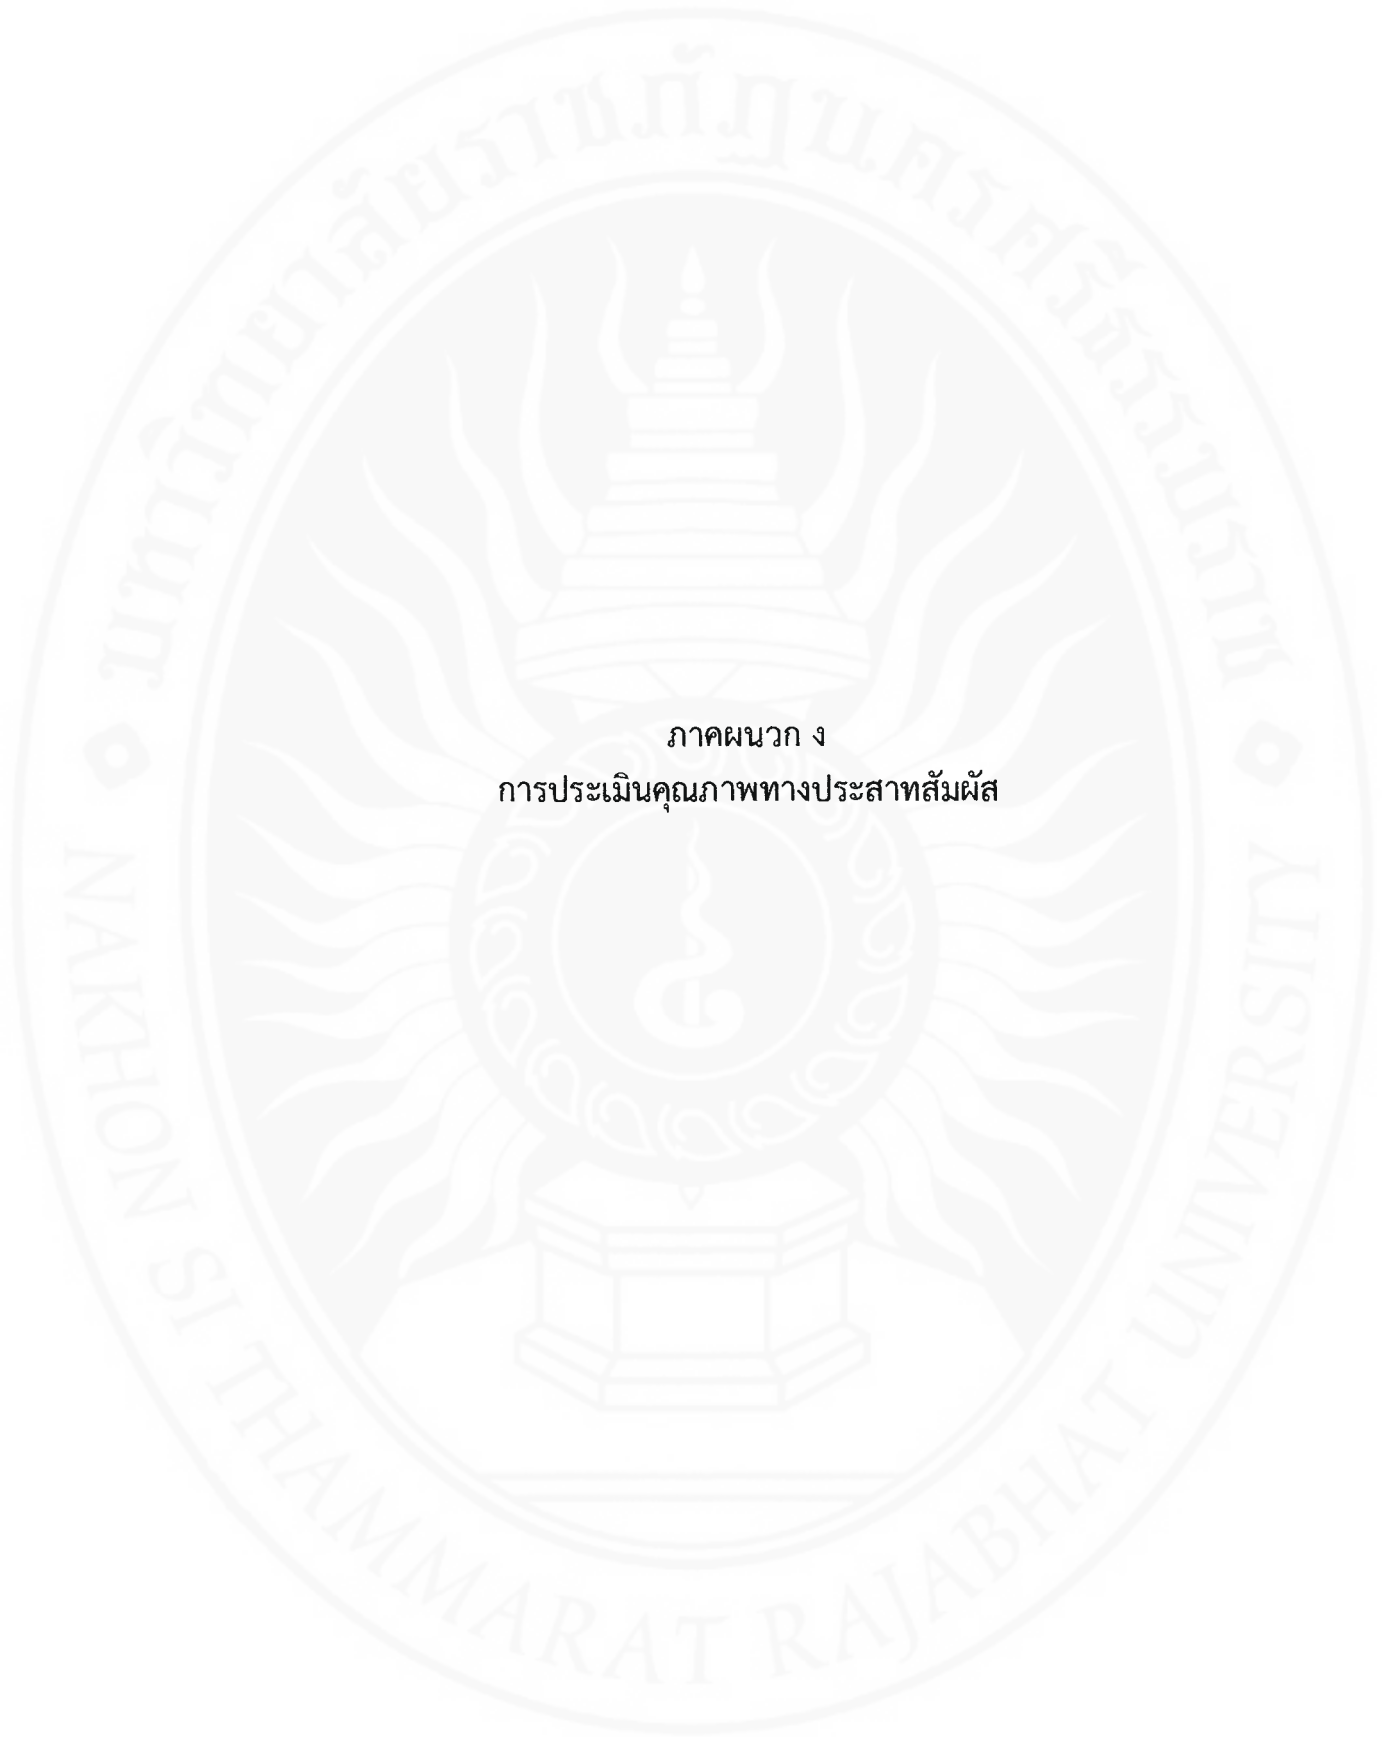 มหาวิทยาลัยราชภัฏนครศรีธรรมราช
ภาคผนวก ง
การประเมินคุณภาพทางประสาทสัมผัส
NAKHON SI THAMMARAT RAJABHAT UNIVERSITY